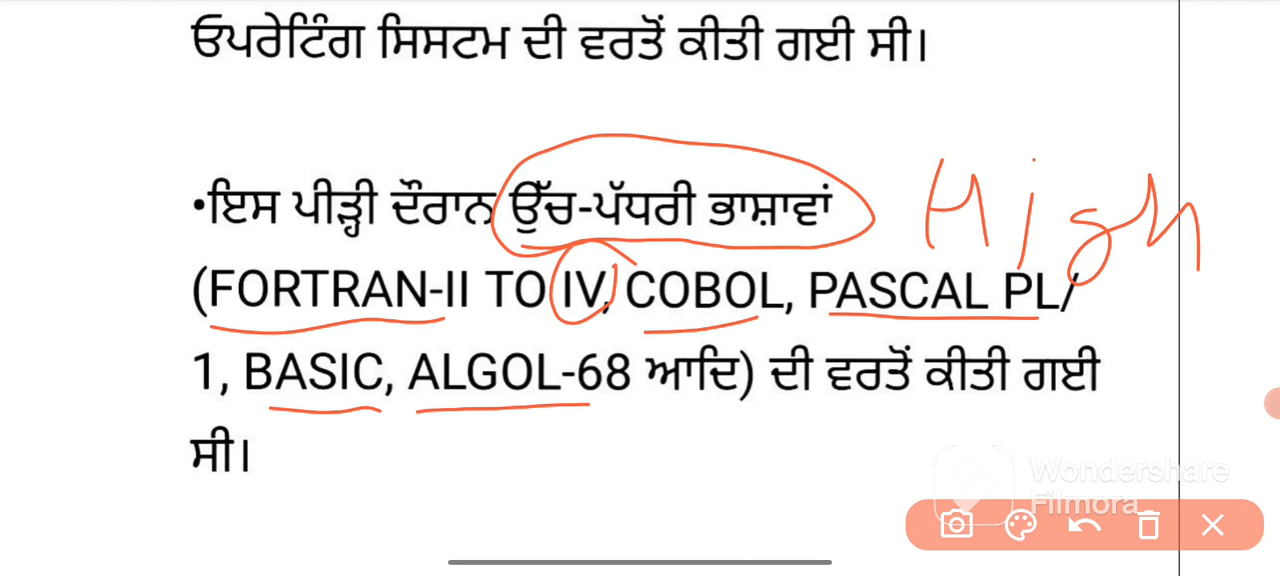 ਓਪਰੇਟਿੰਗ ਸਿਸਟਮ ਦੀ ਵਰਤੋਂ ਕੀਤੀ ਗਈ ਸੀ।
•ਇਸ ਪੀੜ੍ਹੀ ਦੌਰਾਨ ਉੱਚ-ਪੱਧਰੀ ਭਾਸ਼ਾਵਾਂ
High
(FORTRAN-II TO IV, COBOL, PASCAL PL/
1, BASIC, ALGOL-68 ਆਦਿ) ਦੀ ਵਰਤੋਂ ਕੀਤੀ ਗਈ
ਸੀ।
Wondershare
Filmora